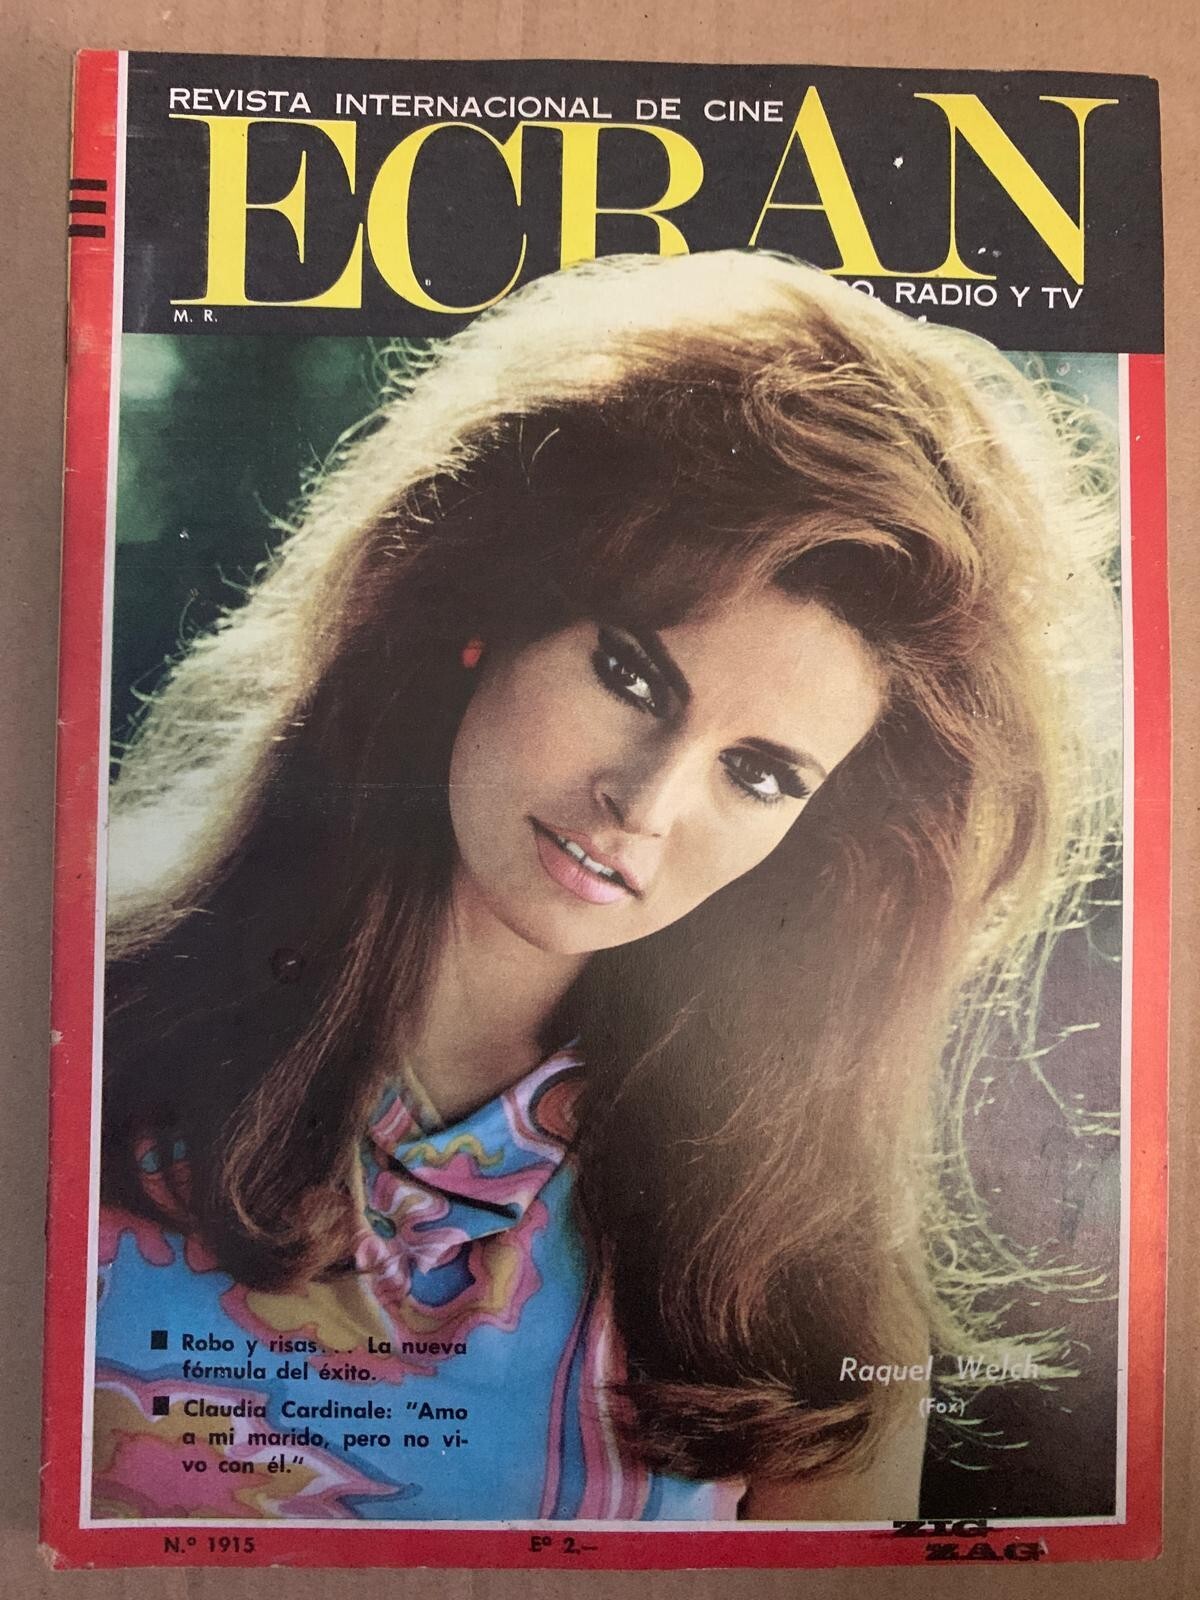 REVISTA INTERNACIONAL DE CINE
ECRAN
RADIO Y TV
M. R.
■ Robo y risas... La nueva
fórmula del éxito.
■ Claudia Cardinale: "Amo
a mi marido, pero no vi-
vo con él."
Raquel Welch
(Fox)
N.º 1915
Eº 2.—
ZIG
ZAG